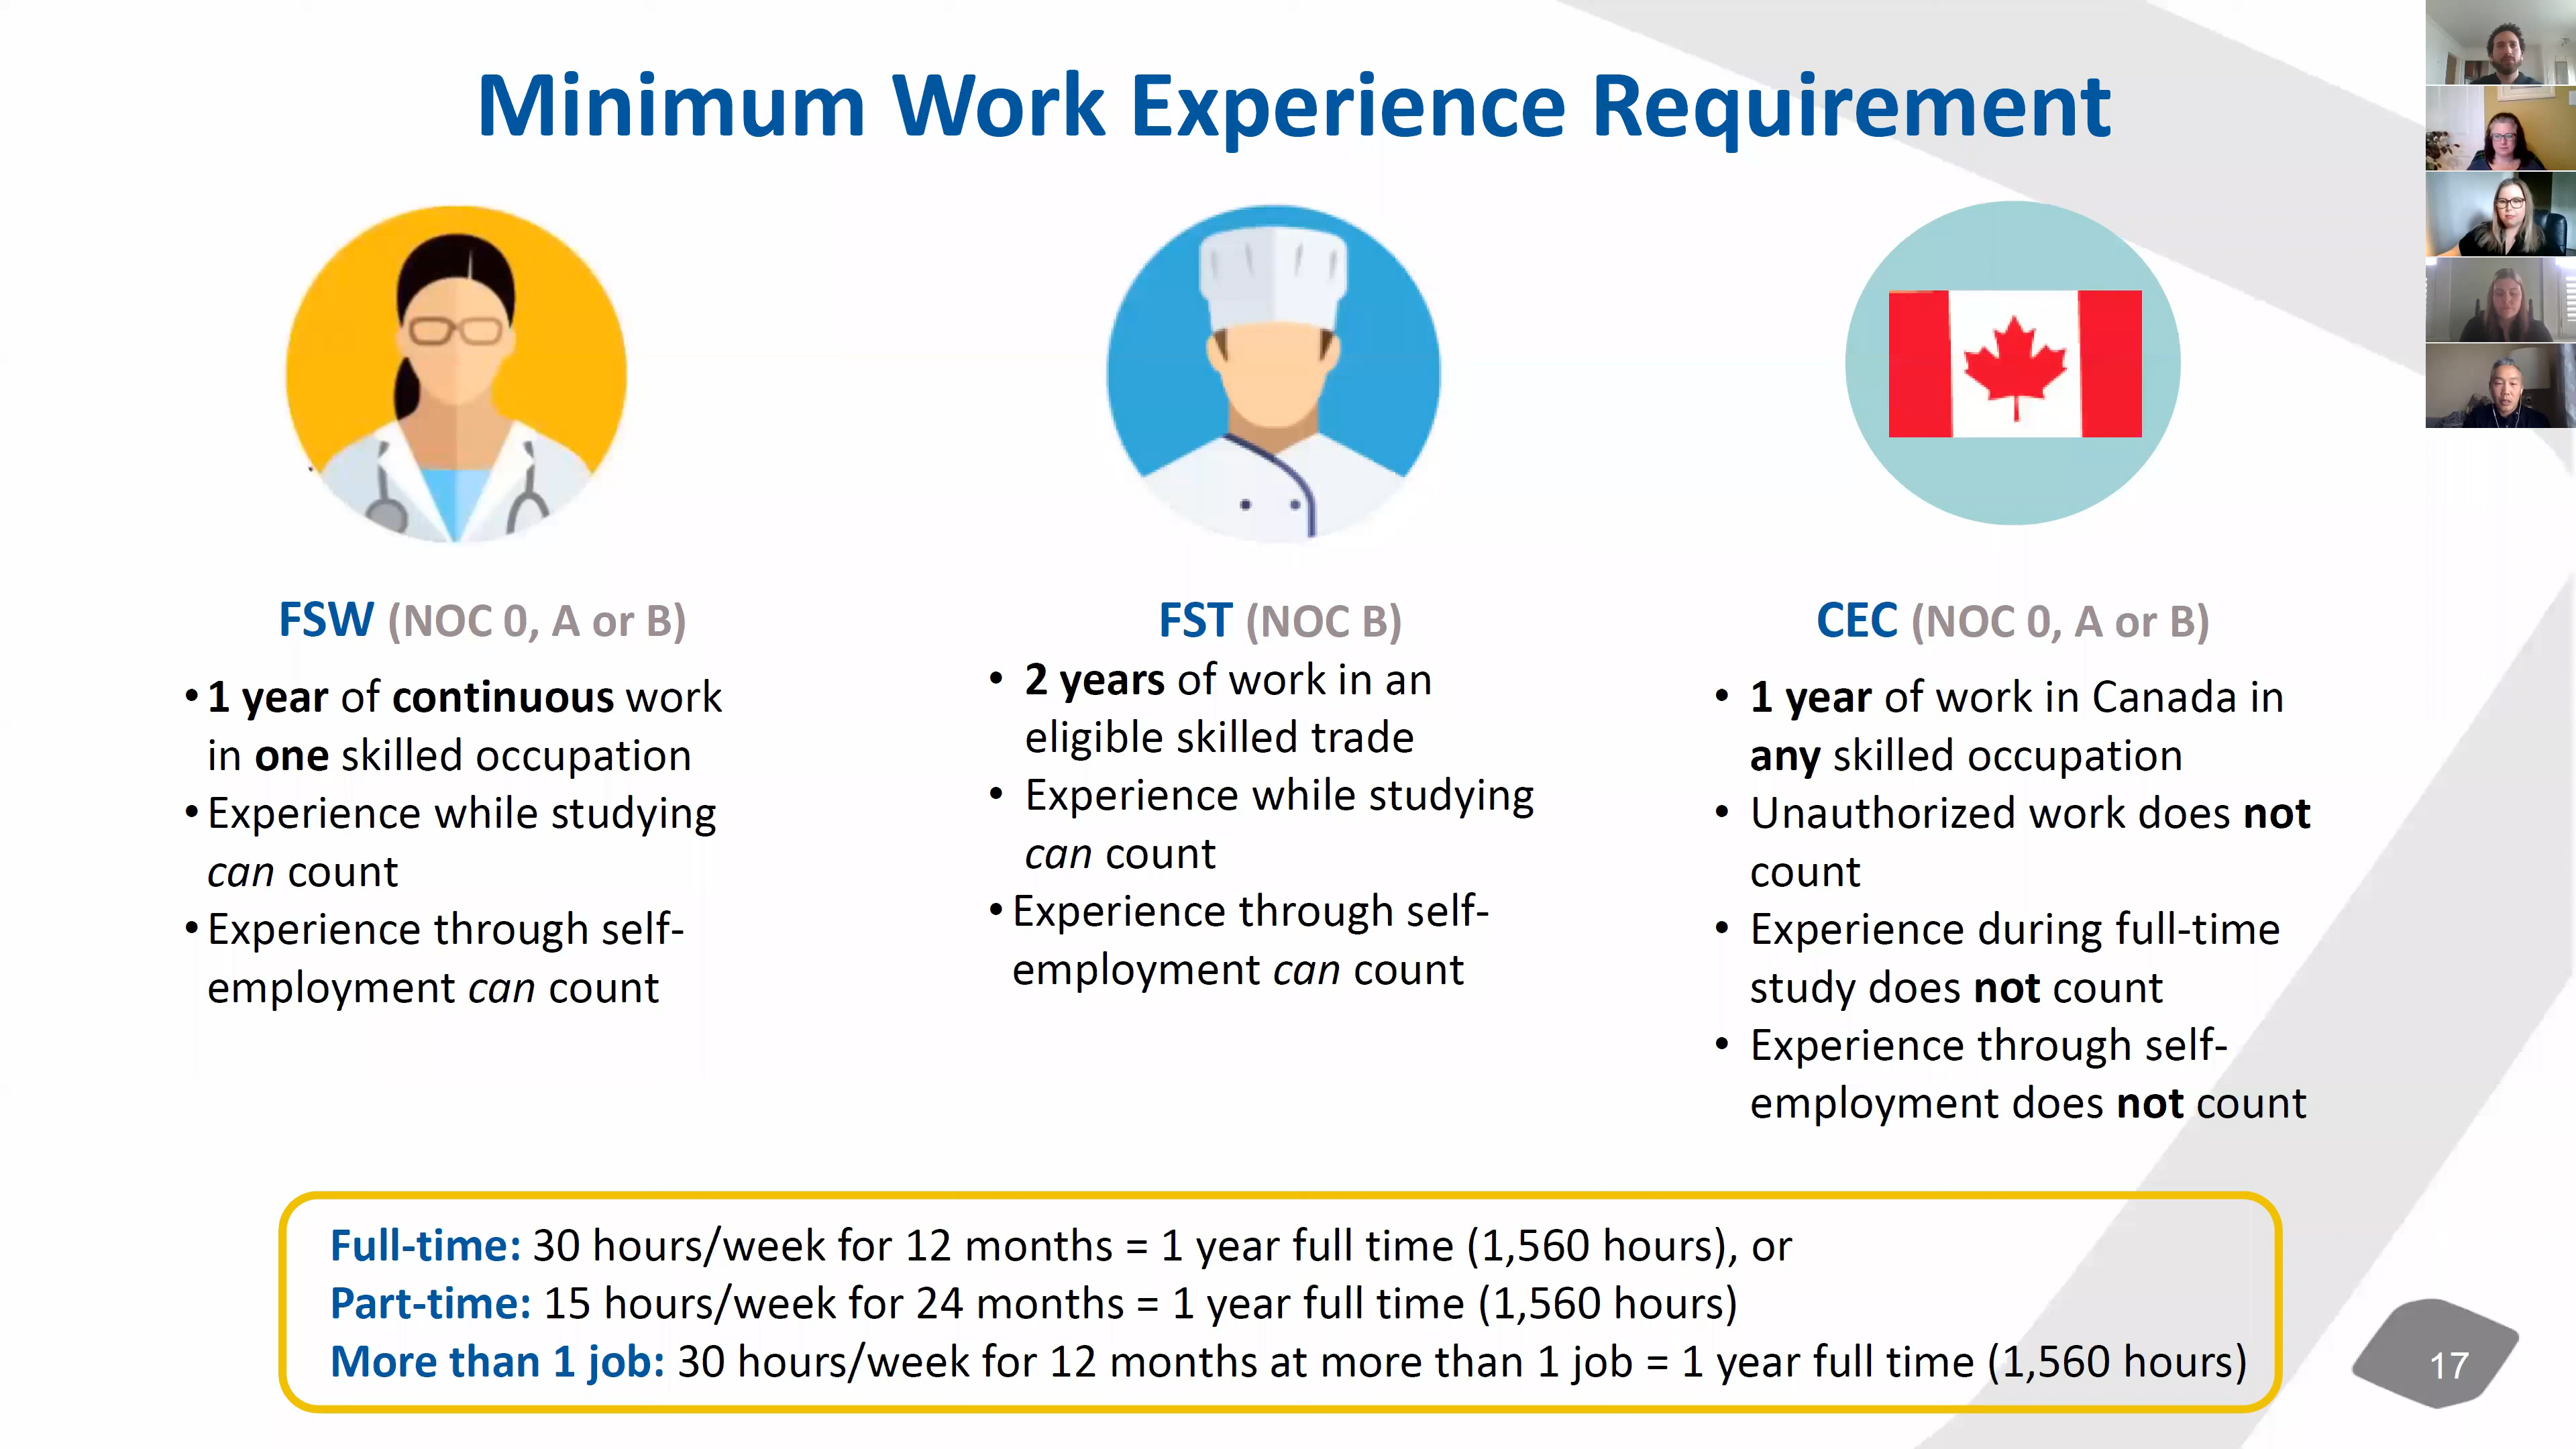 Minimum Work Experience Requirement
FSW (NOC 0, A or B)
• 1 year of continuous work
in one skilled occupation
• Experience while studying
can count
• Experience through self-
employment can count
FST (NOC B)
• 2 years of work in an
eligible skilled trade
• Experience while studying
can count
• Experience through self-
employment can count
CEC (NOC 0, A or B)
• 1 year of work in Canada in
any skilled occupation
• Unauthorized work does not
count
• Experience during full-time
study does not count
• Experience through self-
employment does not count
Full-time: 30 hours/week for 12 months = 1 year full time (1,560 hours), or
Part-time: 15 hours/week for 24 months = 1 year full time (1,560 hours)
More than 1 job: 30 hours/week for 12 months at more than 1 job = 1 year full time (1,560 hours)
17